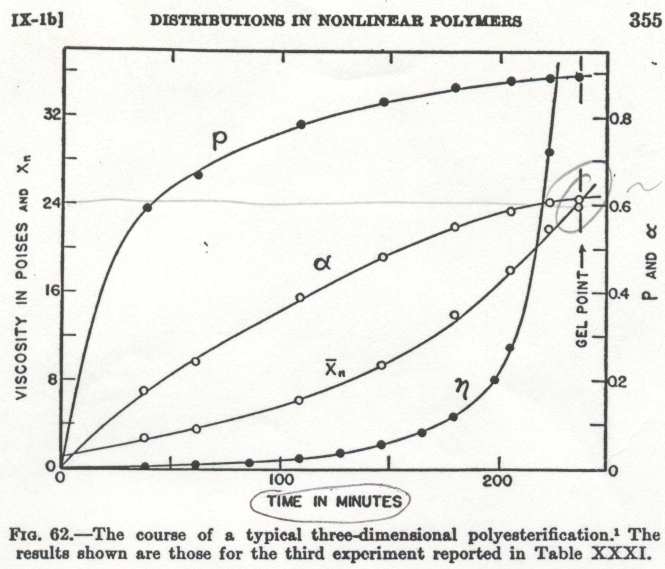 [IX-1b] DISTRIBUTIONS IN NONLINEAR POLYMERS 355
32
24
16
8
0
VISCOSITY IN POISES AND Xn
p
α
x̄n
η
0.8
0.6
0.4
02
0
P AND α
GEL POINT→
0 100 200
TIME IN MINUTES
FIG. 62.—The course of a typical three-dimensional polyesterification.¹ The
results shown are those for the third experiment reported in Table XXXI.